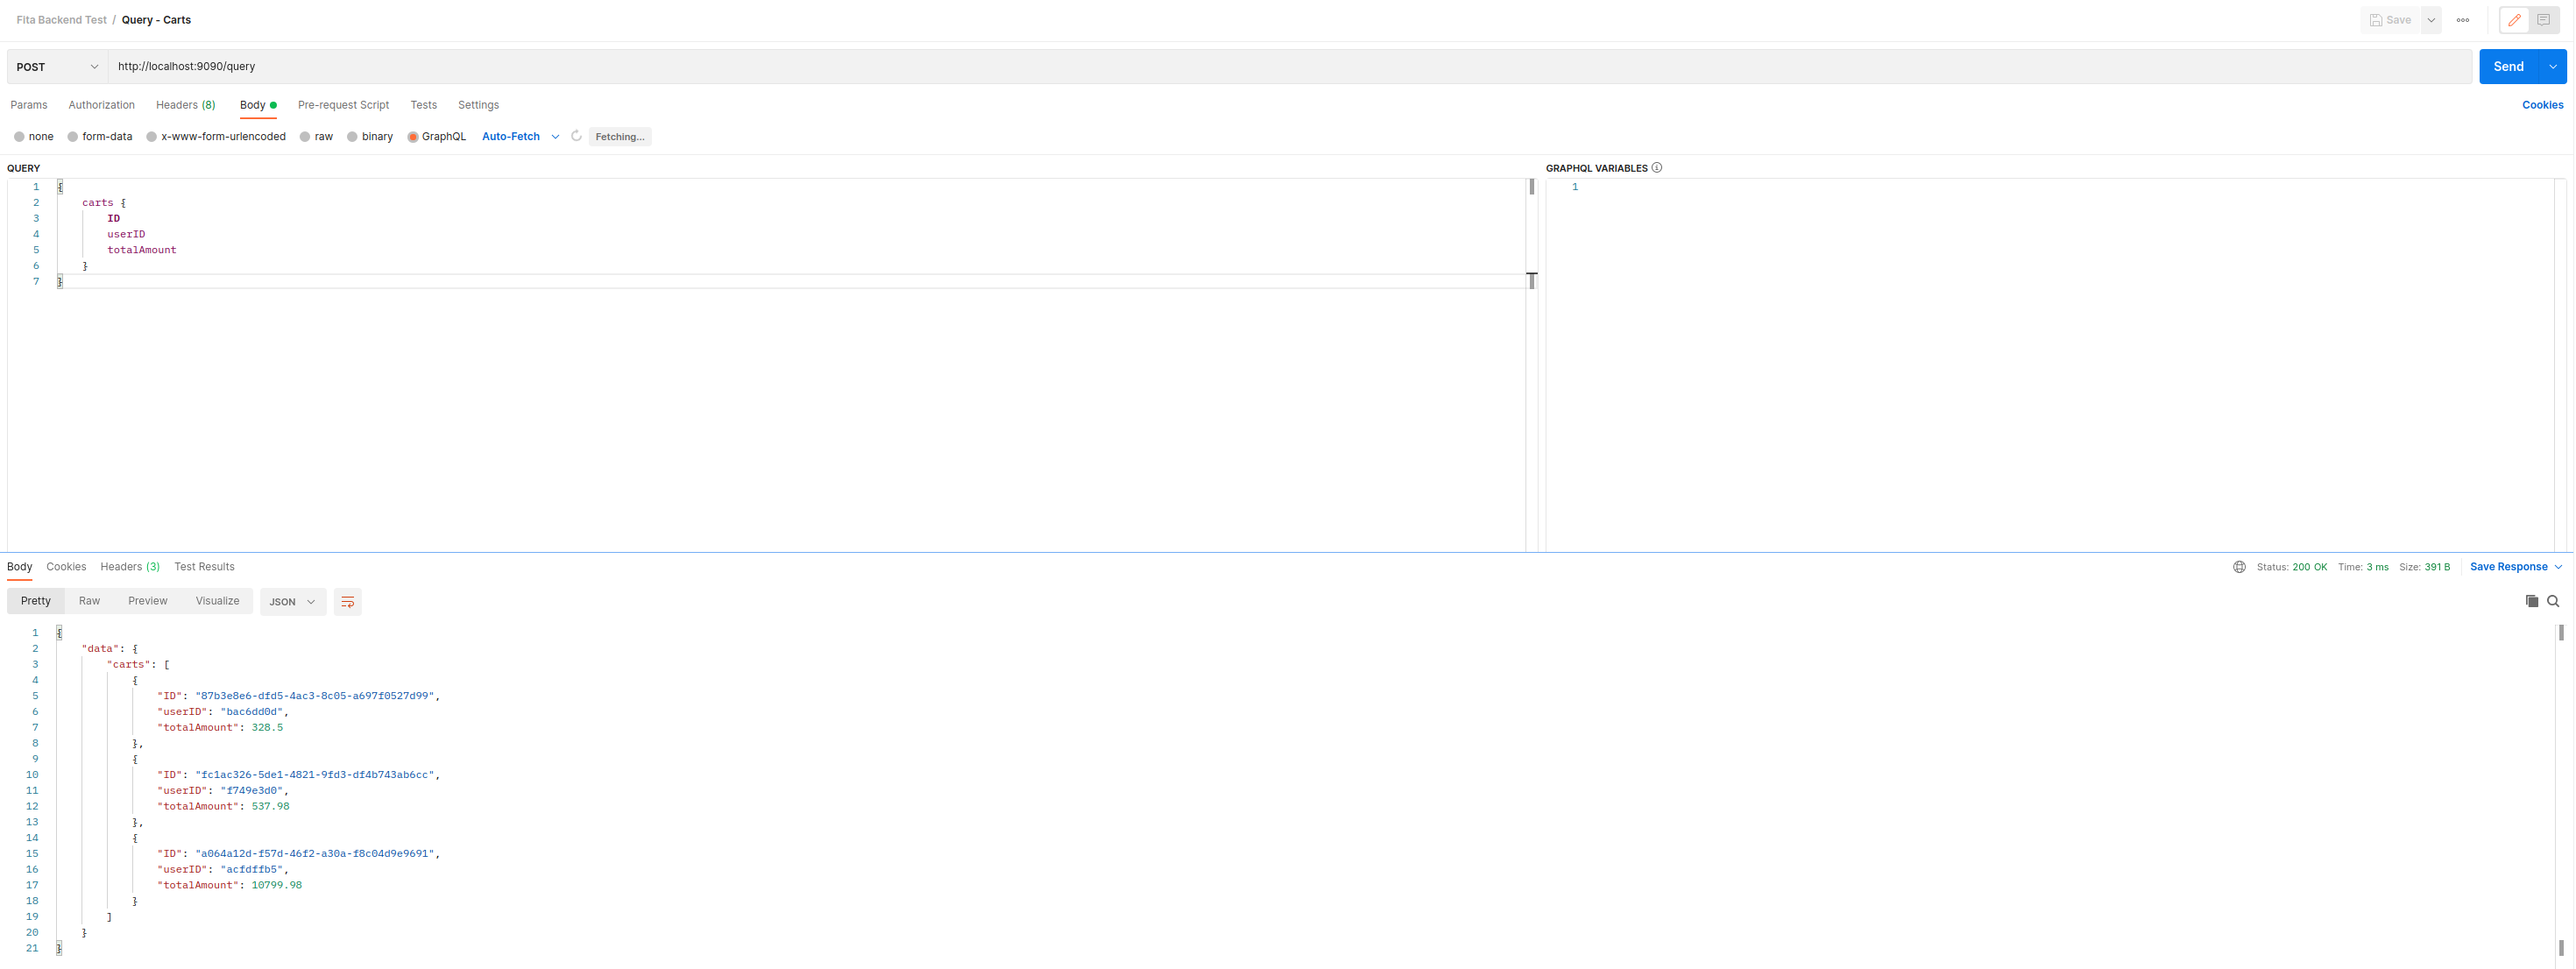 Fita Backend Test / Query - Carts
Save
POST http://localhost:9090/query Send
Params Authorization Headers (8) Body Pre-request Script Tests Settings Cookies
none form-data x-www-form-urlencoded raw binary GraphQL Auto-Fetch Fetching...
QUERY GRAPHQL VARIABLES
1 { 1
2 carts {
3 ID
4 userID
5 totalAmount
6 }
7 }
Body Cookies Headers (3) Test Results Status: 200 OK Time: 3 ms Size: 391 B Save Response
Pretty Raw Preview Visualize JSON
1 {
2 "data": {
3 "carts": [
4 {
5 "ID": "87b3e8e6-dfd5-4ac3-8c05-a697f0527d99",
6 "userID": "bac6dd0d",
7 "totalAmount": 328.5
8 },
9 {
10 "ID": "fc1ac326-5de1-4821-9fd3-df4b743ab6cc",
11 "userID": "f749e3d0",
12 "totalAmount": 537.98
13 },
14 {
15 "ID": "a064a12d-f57d-46f2-a30a-f8c04d9e9691",
16 "userID": "acfdffb5",
17 "totalAmount": 10799.98
18 }
19 ]
20 }
21 }